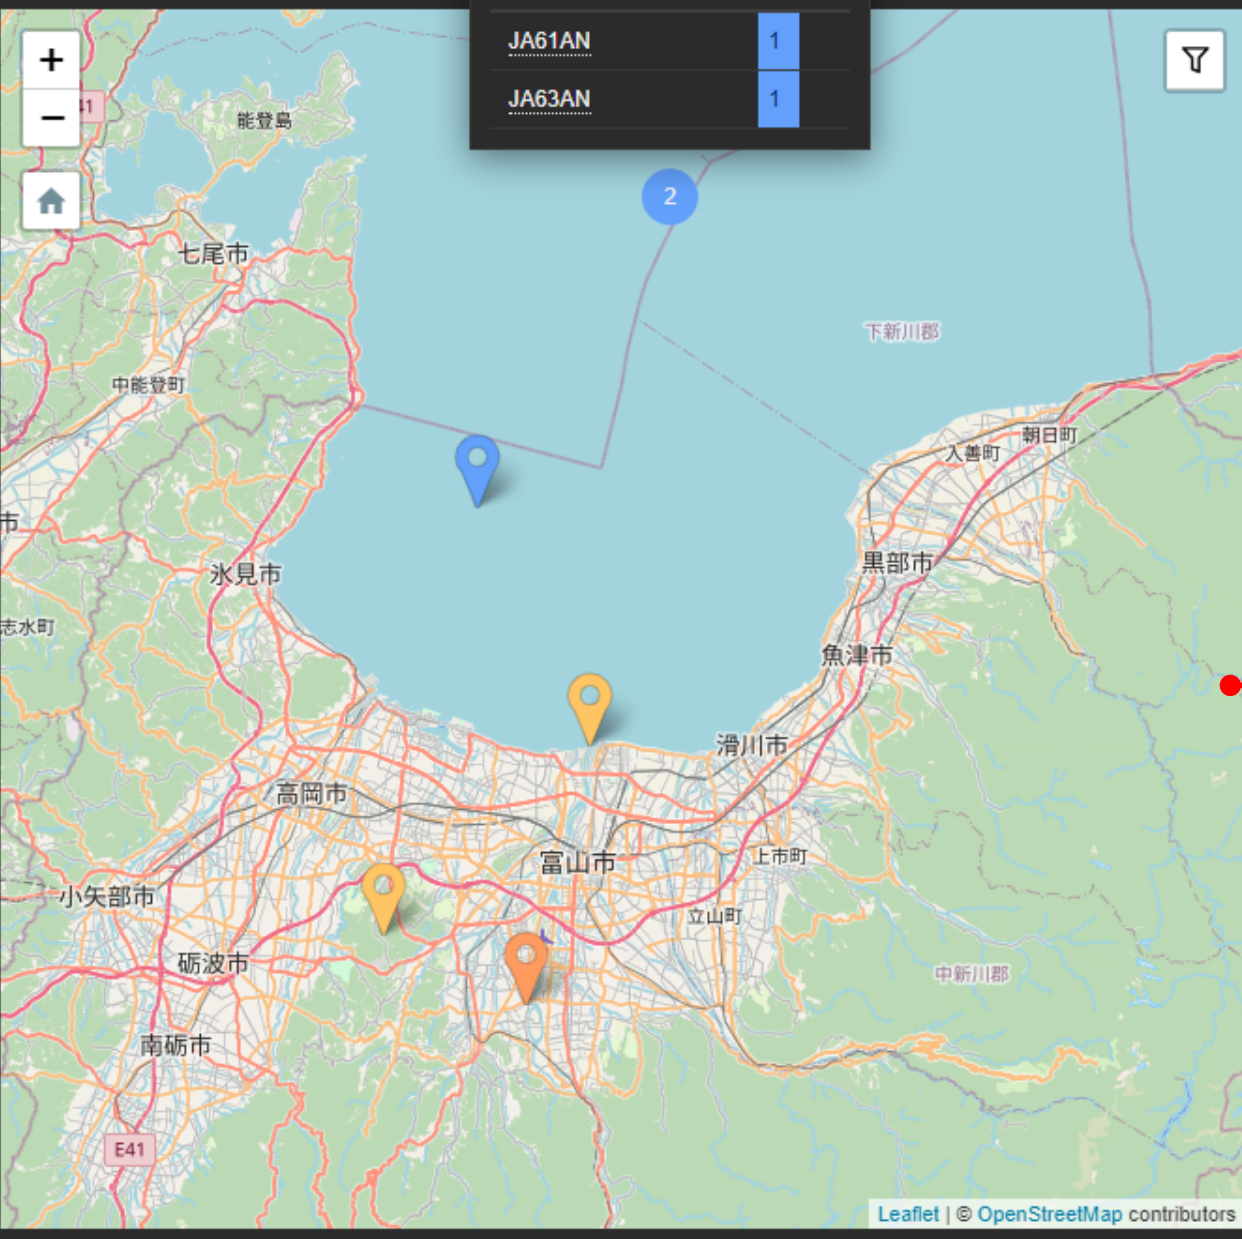 JA61AN 1
JA63AN 1
+
−
41
能登島
2
七尾市
下新川郡
中能登町
朝日町
入善町
市
黒部市
氷見市
志水町
魚津市
滑川市
高岡市
上市町
富山市
小矢部市
立山町
砺波市
中新川郡
南砺市
E41
Leaflet | © OpenStreetMap contributors